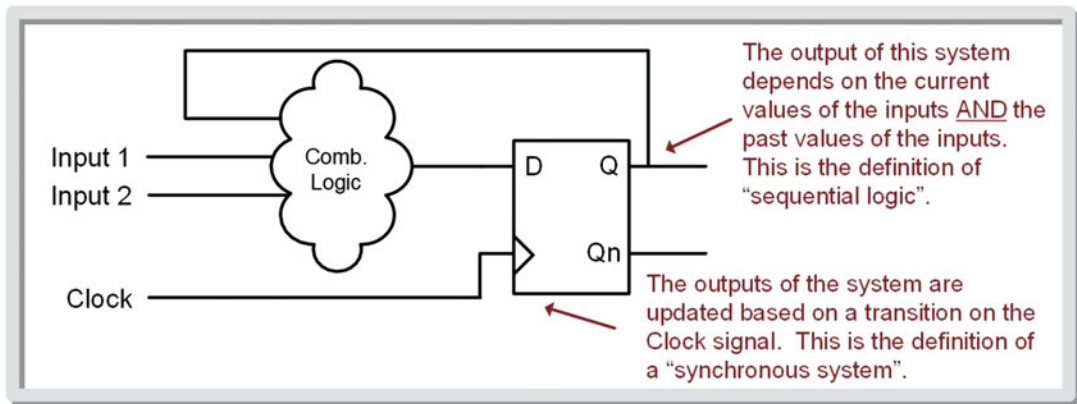 The output of this system
depends on the current
values of the inputs AND the
past values of the inputs.
This is the definition of
“sequential logic”.
Input 1
Input 2
Comb.
Logic
D
Q
Qn
Clock
The outputs of the system are
updated based on a transition on the
Clock signal.  This is the definition of
a “synchronous system”.